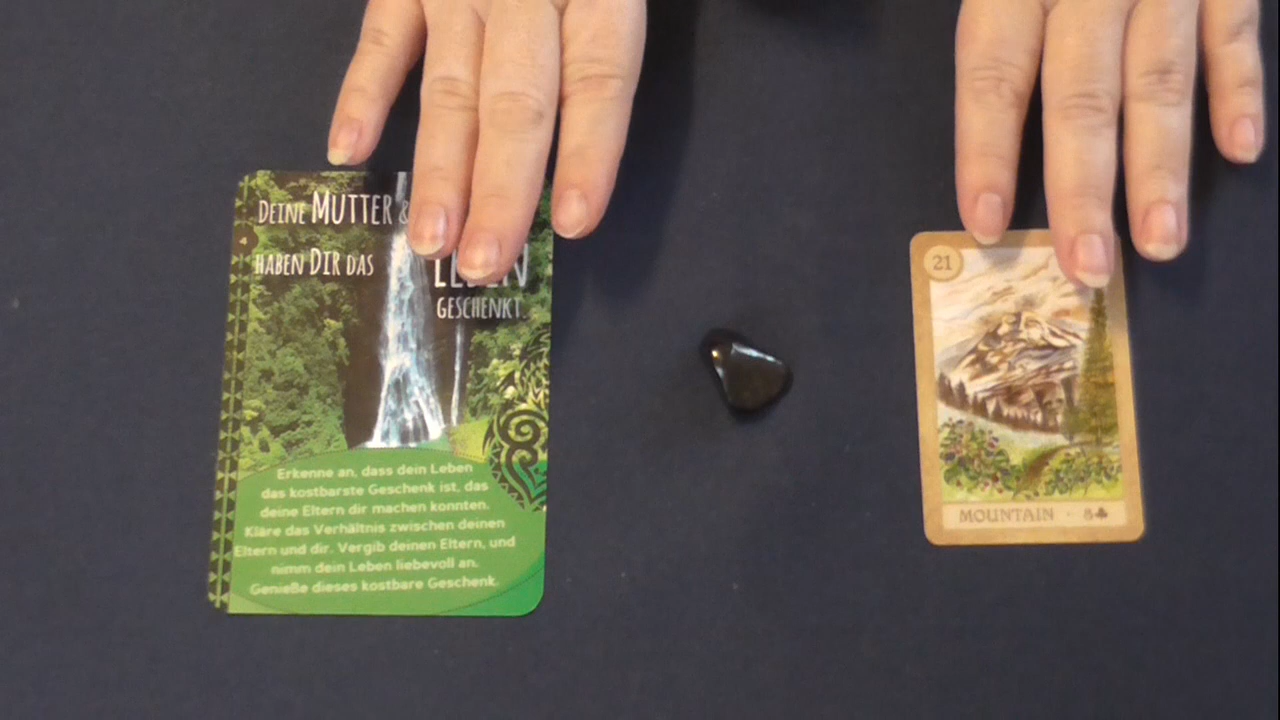 DEINE MUTTER &
HABEN DIR DAS
GESCHENKT.
4
Erkenne an, dass dein Leben
das kostbarste Geschenk ist, das
deine Eltern dir machen konnten.
Kläre das Verhältnis zwischen deinen
Eltern und dir. Vergib deinen Eltern, und
nimm dein Leben liebevoll an.
Genieße dieses kostbare Geschenk.
21
MOUNTAIN · 8♣